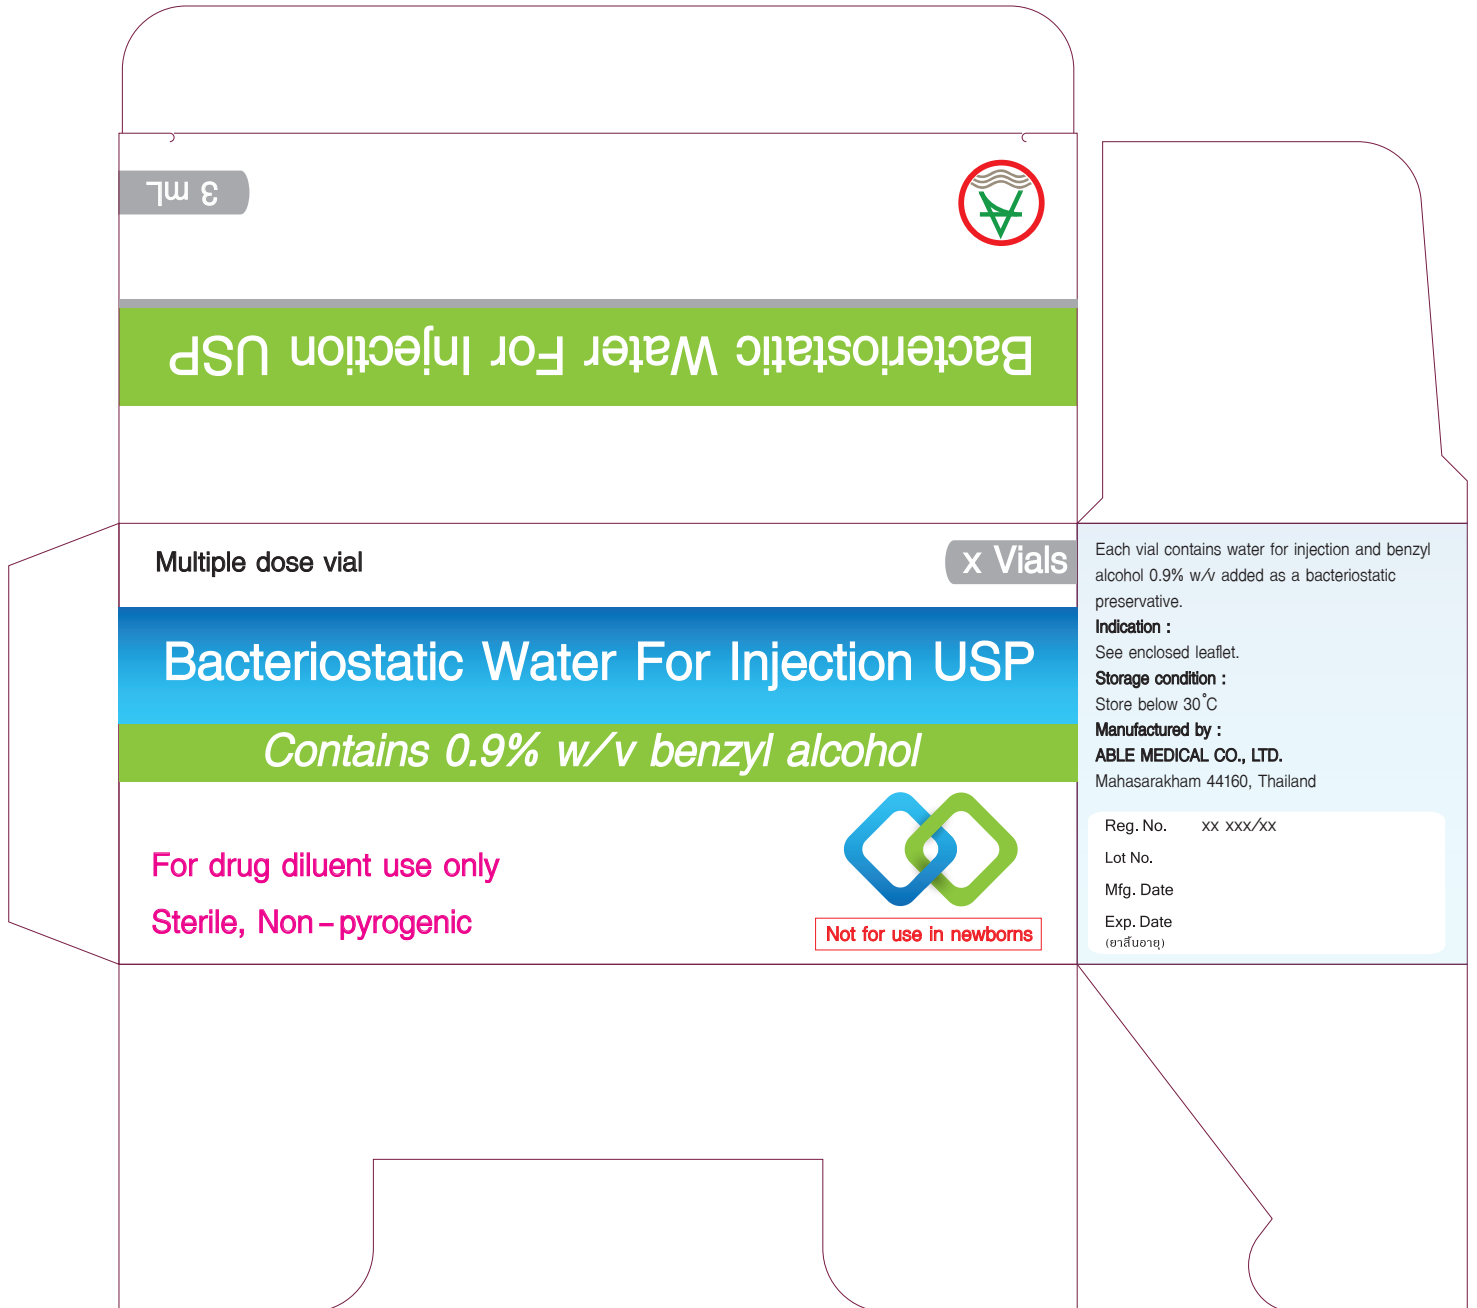 3 mL
Bacteriostatic Water For Injection USP
Multiple dose vial
x Vials
Bacteriostatic Water For Injection USP
Contains 0.9% w/v benzyl alcohol
For drug diluent use only
Sterile, Non-pyrogenic
Not for use in newborns
Each vial contains water for injection and benzyl
alcohol 0.9% w/v added as a bacteriostatic
preservative.
Indication :
See enclosed leaflet.
Storage condition :
Store below 30°C
Manufactured by :
ABLE MEDICAL CO., LTD.
Mahasarakham 44160, Thailand
Reg. No. xx xxx/xx
Lot No.
Mfg. Date
Exp. Date
(ยาสิ้นอายุ)